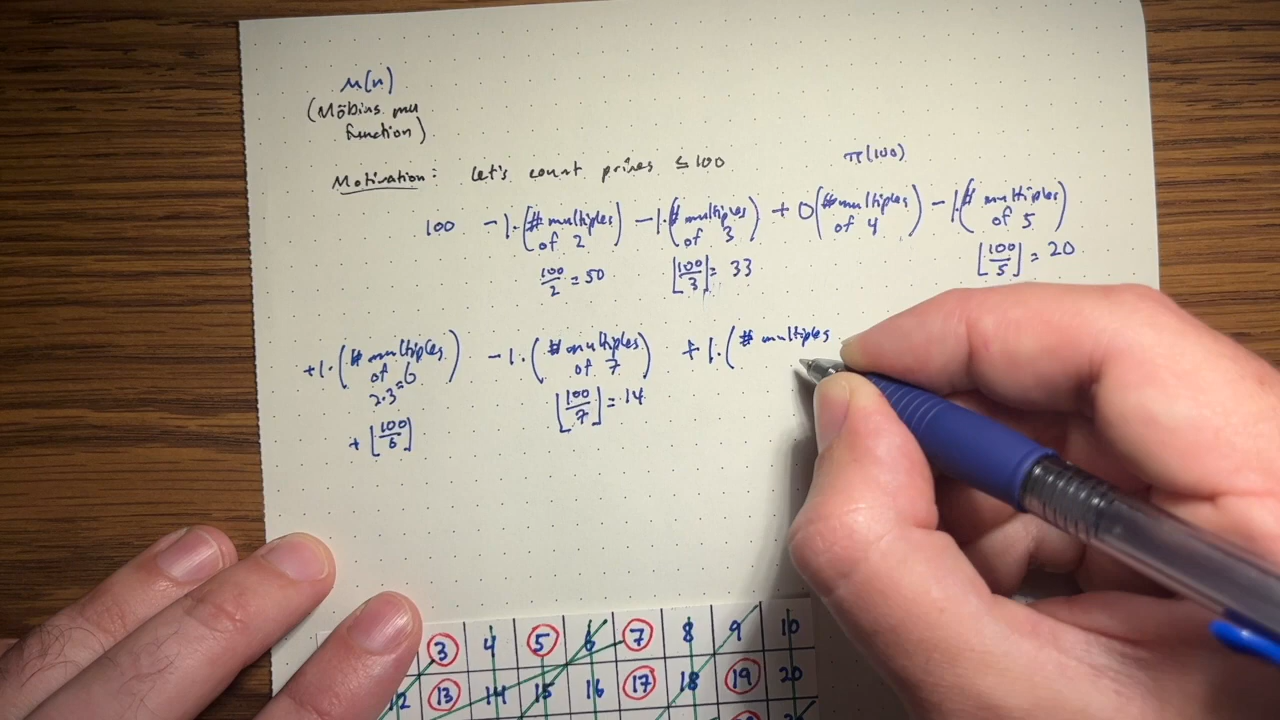 μ(n)
(Möbius mu
function)
Motivation: Let's count primes ≤ 100
π(100)
100 - 1·(# multiples of 2) - 1·(# multiples of 3) + 0(# multiples of 4) - 1·(# multiples of 5)
100/2 = 50 ⌊100/3⌋ = 33 ⌊100/5⌋ = 20
+1·(# multiples of 6) - 1·(# multiples of 7) + 1·(# multiples
2·3=6
+ ⌊100/6⌋ ⌊100/7⌋ = 14
3 4 5 6 7 8 9 10
12 13 14 15 16 17 18 19 20